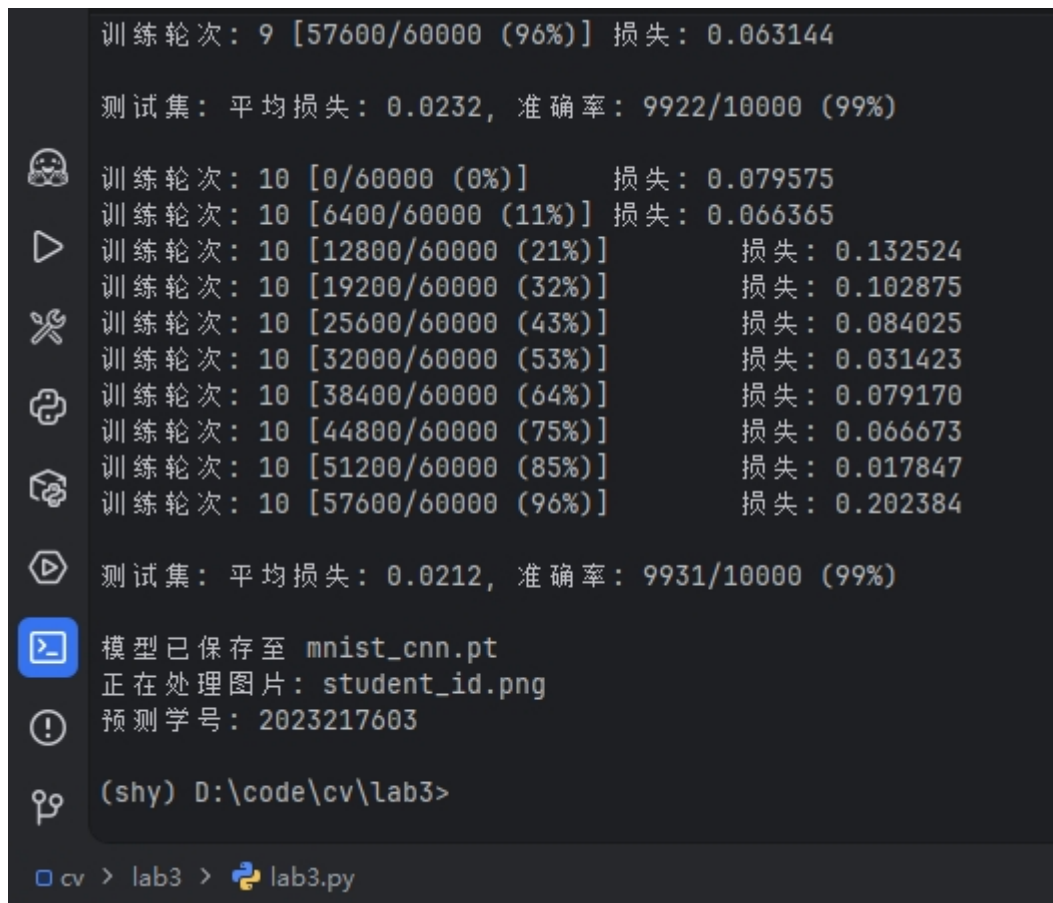 训练轮次: 9 [57600/60000 (96%)] 损失: 0.063144
测试集: 平均损失: 0.0232, 准确率: 9922/10000 (99%)
训练轮次: 10 [0/60000 (0%)] 损失: 0.079575
训练轮次: 10 [6400/60000 (11%)] 损失: 0.066365
训练轮次: 10 [12800/60000 (21%)] 损失: 0.132524
训练轮次: 10 [19200/60000 (32%)] 损失: 0.102875
训练轮次: 10 [25600/60000 (43%)] 损失: 0.084025
训练轮次: 10 [32000/60000 (53%)] 损失: 0.031423
训练轮次: 10 [38400/60000 (64%)] 损失: 0.079170
训练轮次: 10 [44800/60000 (75%)] 损失: 0.066673
训练轮次: 10 [51200/60000 (85%)] 损失: 0.017847
训练轮次: 10 [57600/60000 (96%)] 损失: 0.202384
测试集: 平均损失: 0.0212, 准确率: 9931/10000 (99%)
模型已保存至 mnist_cnn.pt
正在处理图片: student_id.png
预测学号: 2023217603
(shy) D:\code\cv\lab3>
cv > lab3 > lab3.py